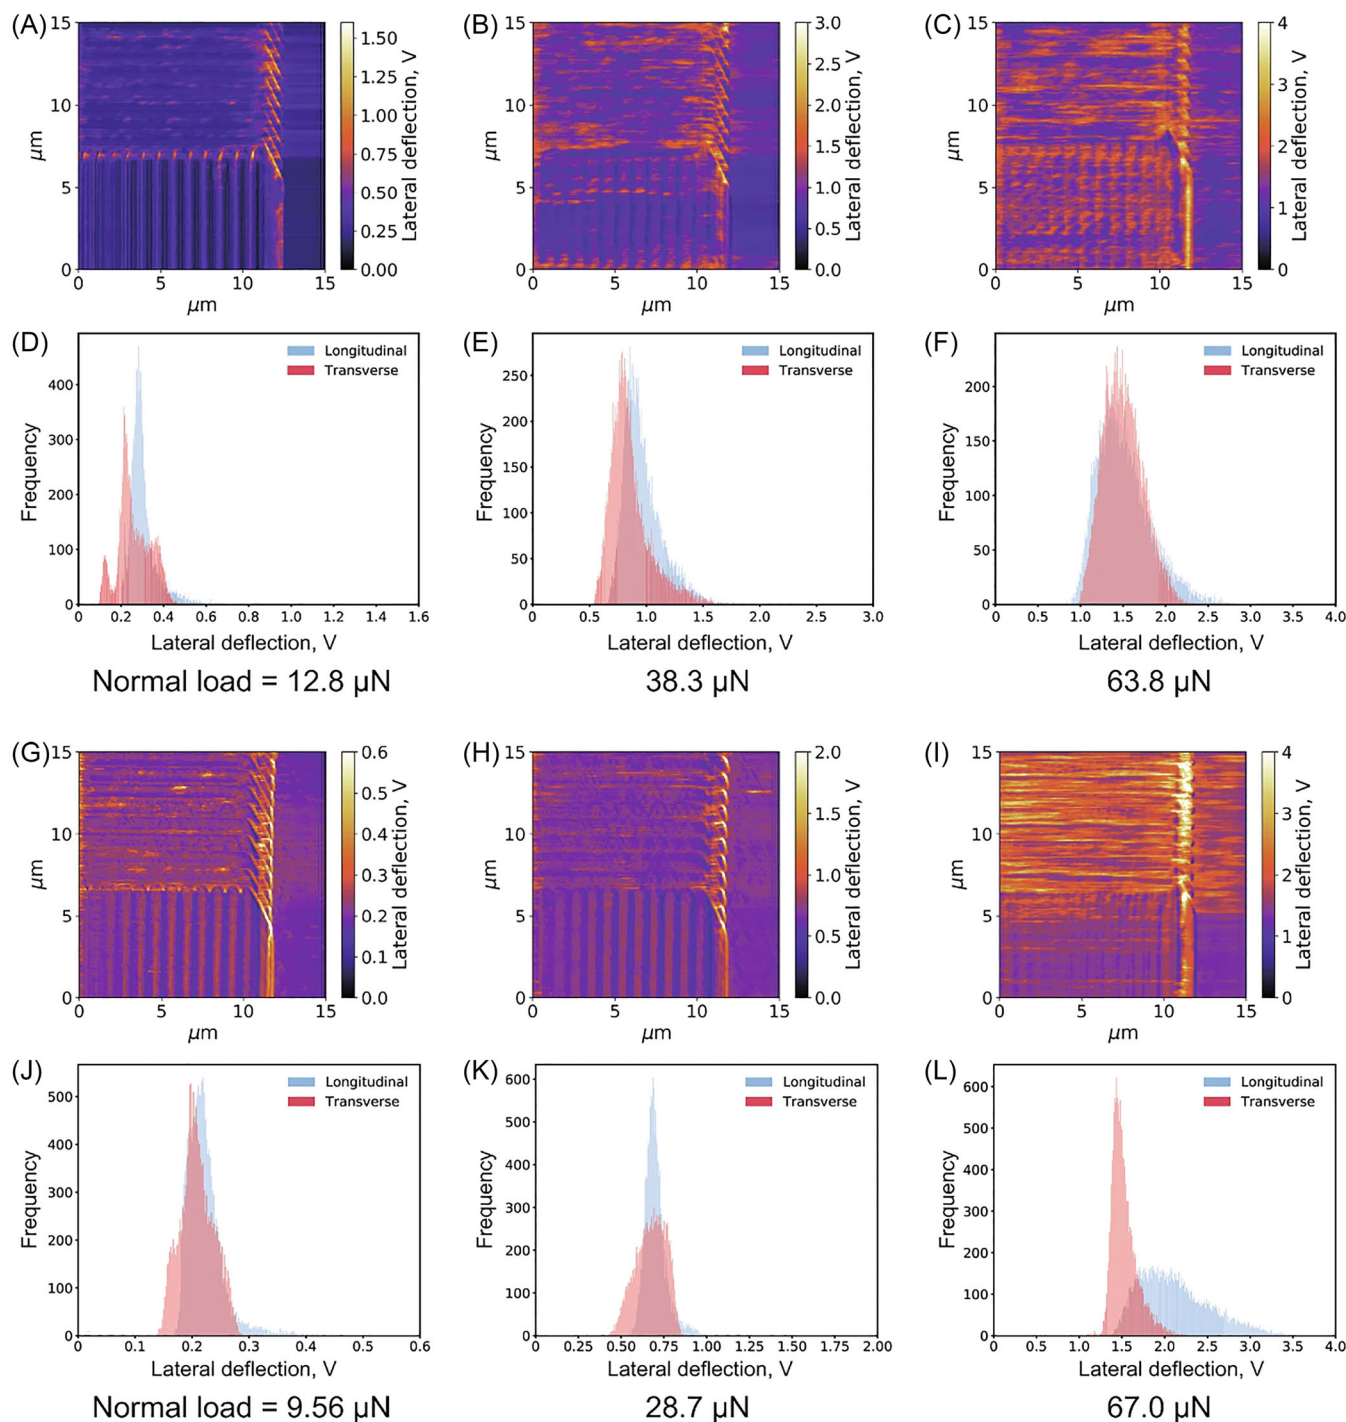 (A)
15
10
5
0
μm
0
5
10
15
μm
1.50
1.25
1.00
0.75
0.50
0.25
0.00
Lateral deflection, V
(B)
0
5
10
15
μm
3.0
2.5
2.0
1.5
1.0
0.5
0.0
Lateral deflection, V
(C)
15
10
5
0
μm
0
5
10
15
μm
4
3
2
1
0
Lateral deflection, V
(D)
Longitudinal
Transverse
400
300
200
100
0
Frequency
0 0.2 0.4 0.6 0.8 1.0 1.2 1.4 1.6
Lateral deflection, V
Normal load = 12.8 μN
(E)
Longitudinal
Transverse
250
200
150
100
50
0
Frequency
0 0.5 1.0 1.5 2.0 2.5 3.0
Lateral deflection, V
38.3 μN
(F)
Longitudinal
Transverse
200
150
100
50
0
Frequency
0 0.5 1.0 1.5 2.0 2.5 3.0 3.5 4.0
Lateral deflection, V
63.8 μN
(G)
15
10
5
0
μm
0
5
10
15
μm
0.6
0.5
0.4
0.3
0.2
0.1
0.0
Lateral deflection, V
(H)
0
5
10
15
μm
2.0
1.5
1.0
0.5
0.0
Lateral deflection, V
(I)
15
10
5
0
μm
0
5
10
15
μm
4
3
2
1
0
Lateral deflection, V
(J)
Longitudinal
Transverse
500
400
300
200
100
0
Frequency
0 0.1 0.2 0.3 0.4 0.5 0.6
Lateral deflection, V
Normal load = 9.56 μN
(K)
Longitudinal
Transverse
600
500
400
300
200
100
0
Frequency
0 0.25 0.50 0.75 1.00 1.25 1.50 1.75 2.00
Lateral deflection, V
28.7 μN
(L)
Longitudinal
Transverse
600
500
400
300
200
100
0
Frequency
0 0.5 1.0 1.5 2.0 2.5 3.0 3.5 4.0
Lateral deflection, V
67.0 μN